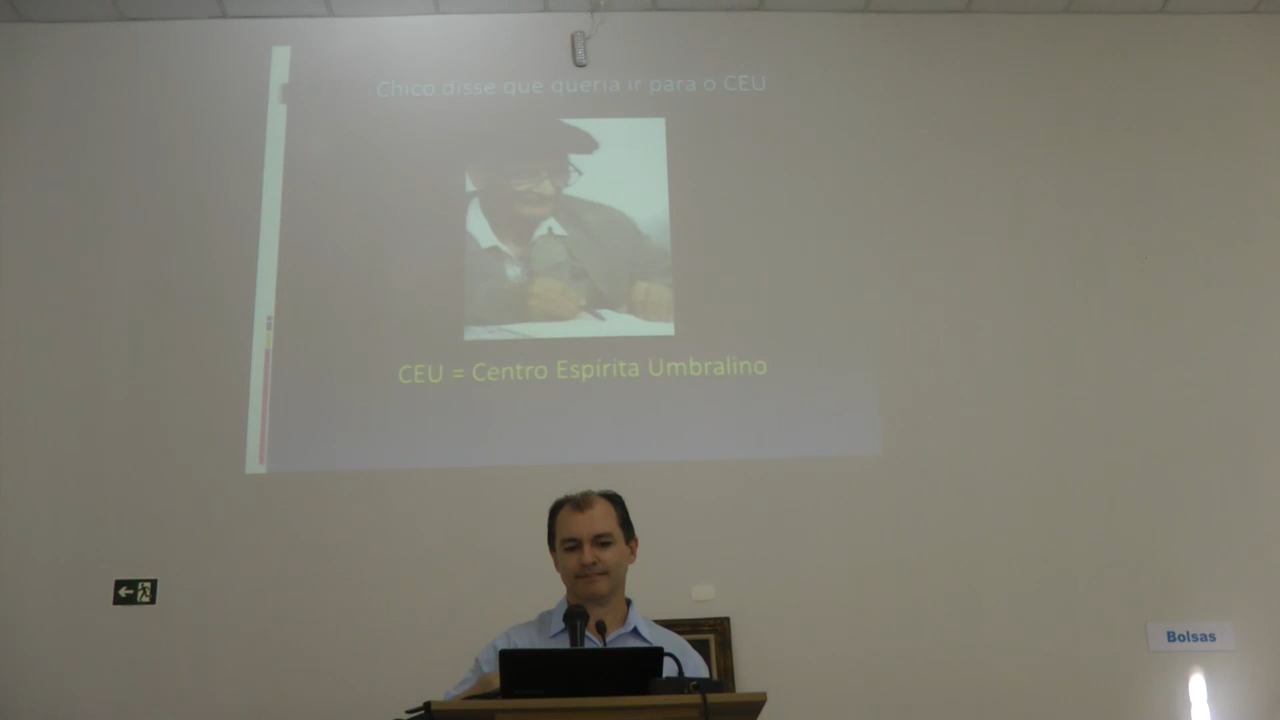 Chico disse que queria ir para o CEU
CEU = Centro Espírita Umbralino
Bolsas